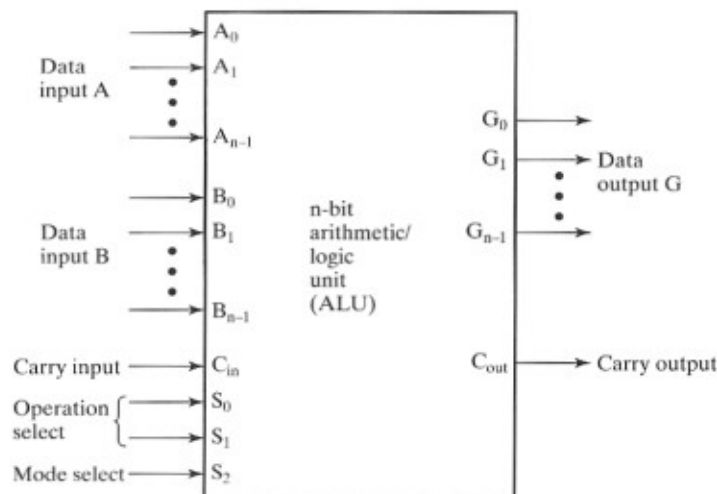 Data
input A
A₀
A₁
Aₙ₋₁
Data
input B
B₀
B₁
Bₙ₋₁
Carry input
Cᵢₙ
Operation
select
S₀
S₁
Mode select
S₂
n-bit
arithmetic/
logic
unit
(ALU)
G₀
G₁
Gₙ₋₁
Data
output G
Cₒᵤₜ
Carry output